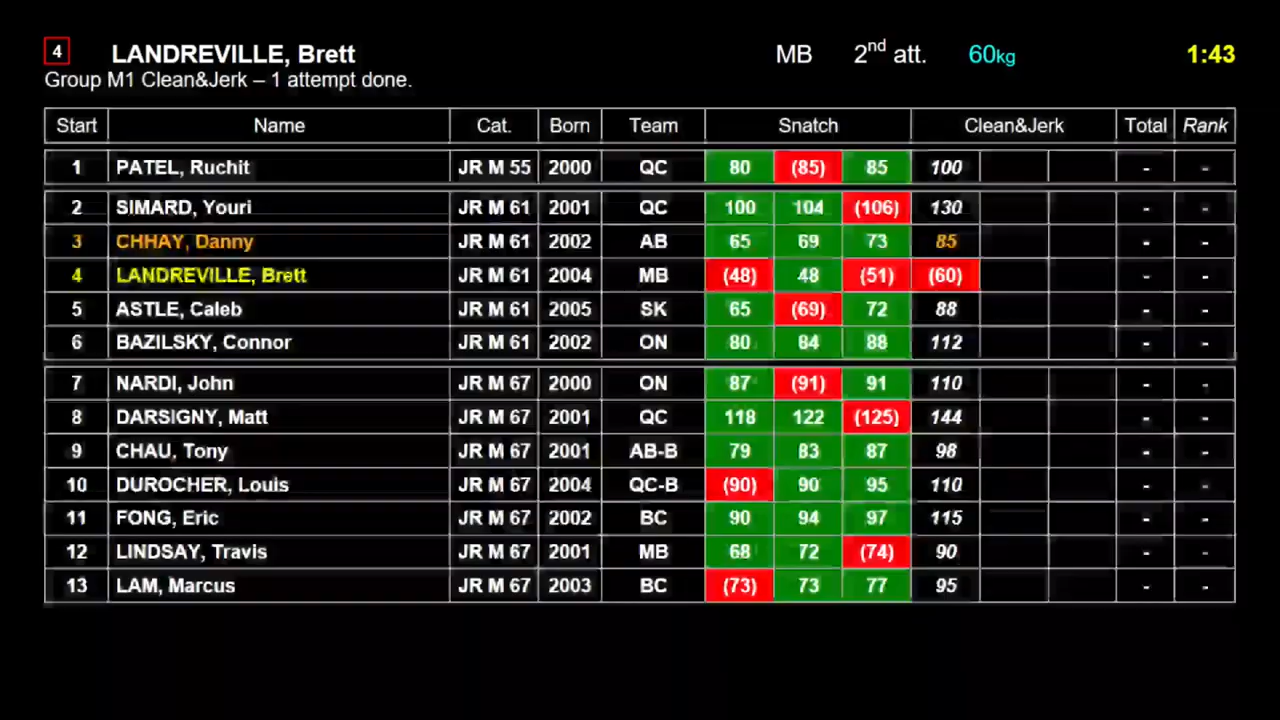 4 LANDREVILLE, Brett MB 2nd att. 60kg 1:43
Group M1 Clean&Jerk – 1 attempt done.
Start Name Cat. Born Team Snatch Clean&Jerk Total Rank
1 PATEL, Ruchit JR M 55 2000 QC 80 (85) 85 100 - -
2 SIMARD, Youri JR M 61 2001 QC 100 104 (106) 130 - -
3 CHHAY, Danny JR M 61 2002 AB 65 69 73 85 - -
4 LANDREVILLE, Brett JR M 61 2004 MB (48) 48 (51) (60) - -
5 ASTLE, Caleb JR M 61 2005 SK 65 (69) 72 88 - -
6 BAZILSKY, Connor JR M 61 2002 ON 80 84 88 112 - -
7 NARDI, John JR M 67 2000 ON 87 (91) 91 110 - -
8 DARSIGNY, Matt JR M 67 2001 QC 118 122 (125) 144 - -
9 CHAU, Tony JR M 67 2001 AB-B 79 83 87 98 - -
10 DUROCHER, Louis JR M 67 2004 QC-B (90) 90 95 110 - -
11 FONG, Eric JR M 67 2002 BC 90 94 97 115 - -
12 LINDSAY, Travis JR M 67 2001 MB 68 72 (74) 90 - -
13 LAM, Marcus JR M 67 2003 BC (73) 73 77 95 - -